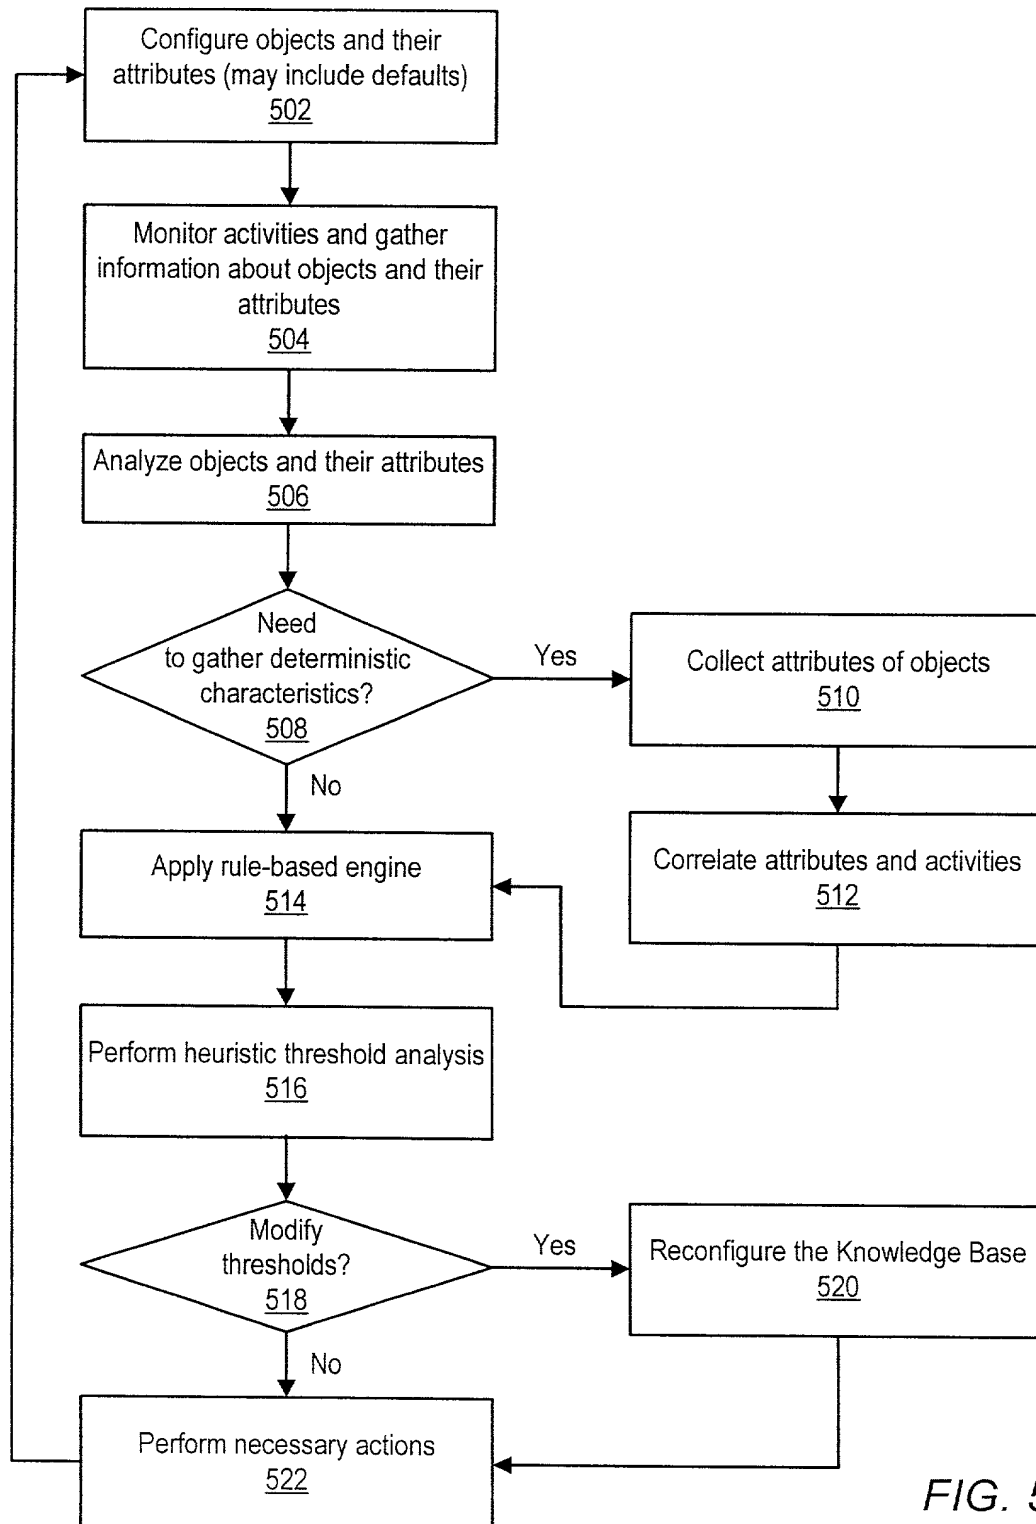 Configure objects and their
attributes (may include defaults)
502
Monitor activities and gather
information about objects and their
attributes
504
Analyze objects and their attributes
506
Need
to gather deterministic
characteristics?
508
Yes
Collect attributes of objects
510
No
Correlate attributes and activities
512
Apply rule-based engine
514
Perform heuristic threshold analysis
516
Modify
thresholds?
518
Yes
Reconfigure the Knowledge Base
520
No
Perform necessary actions
522
FIG. 5